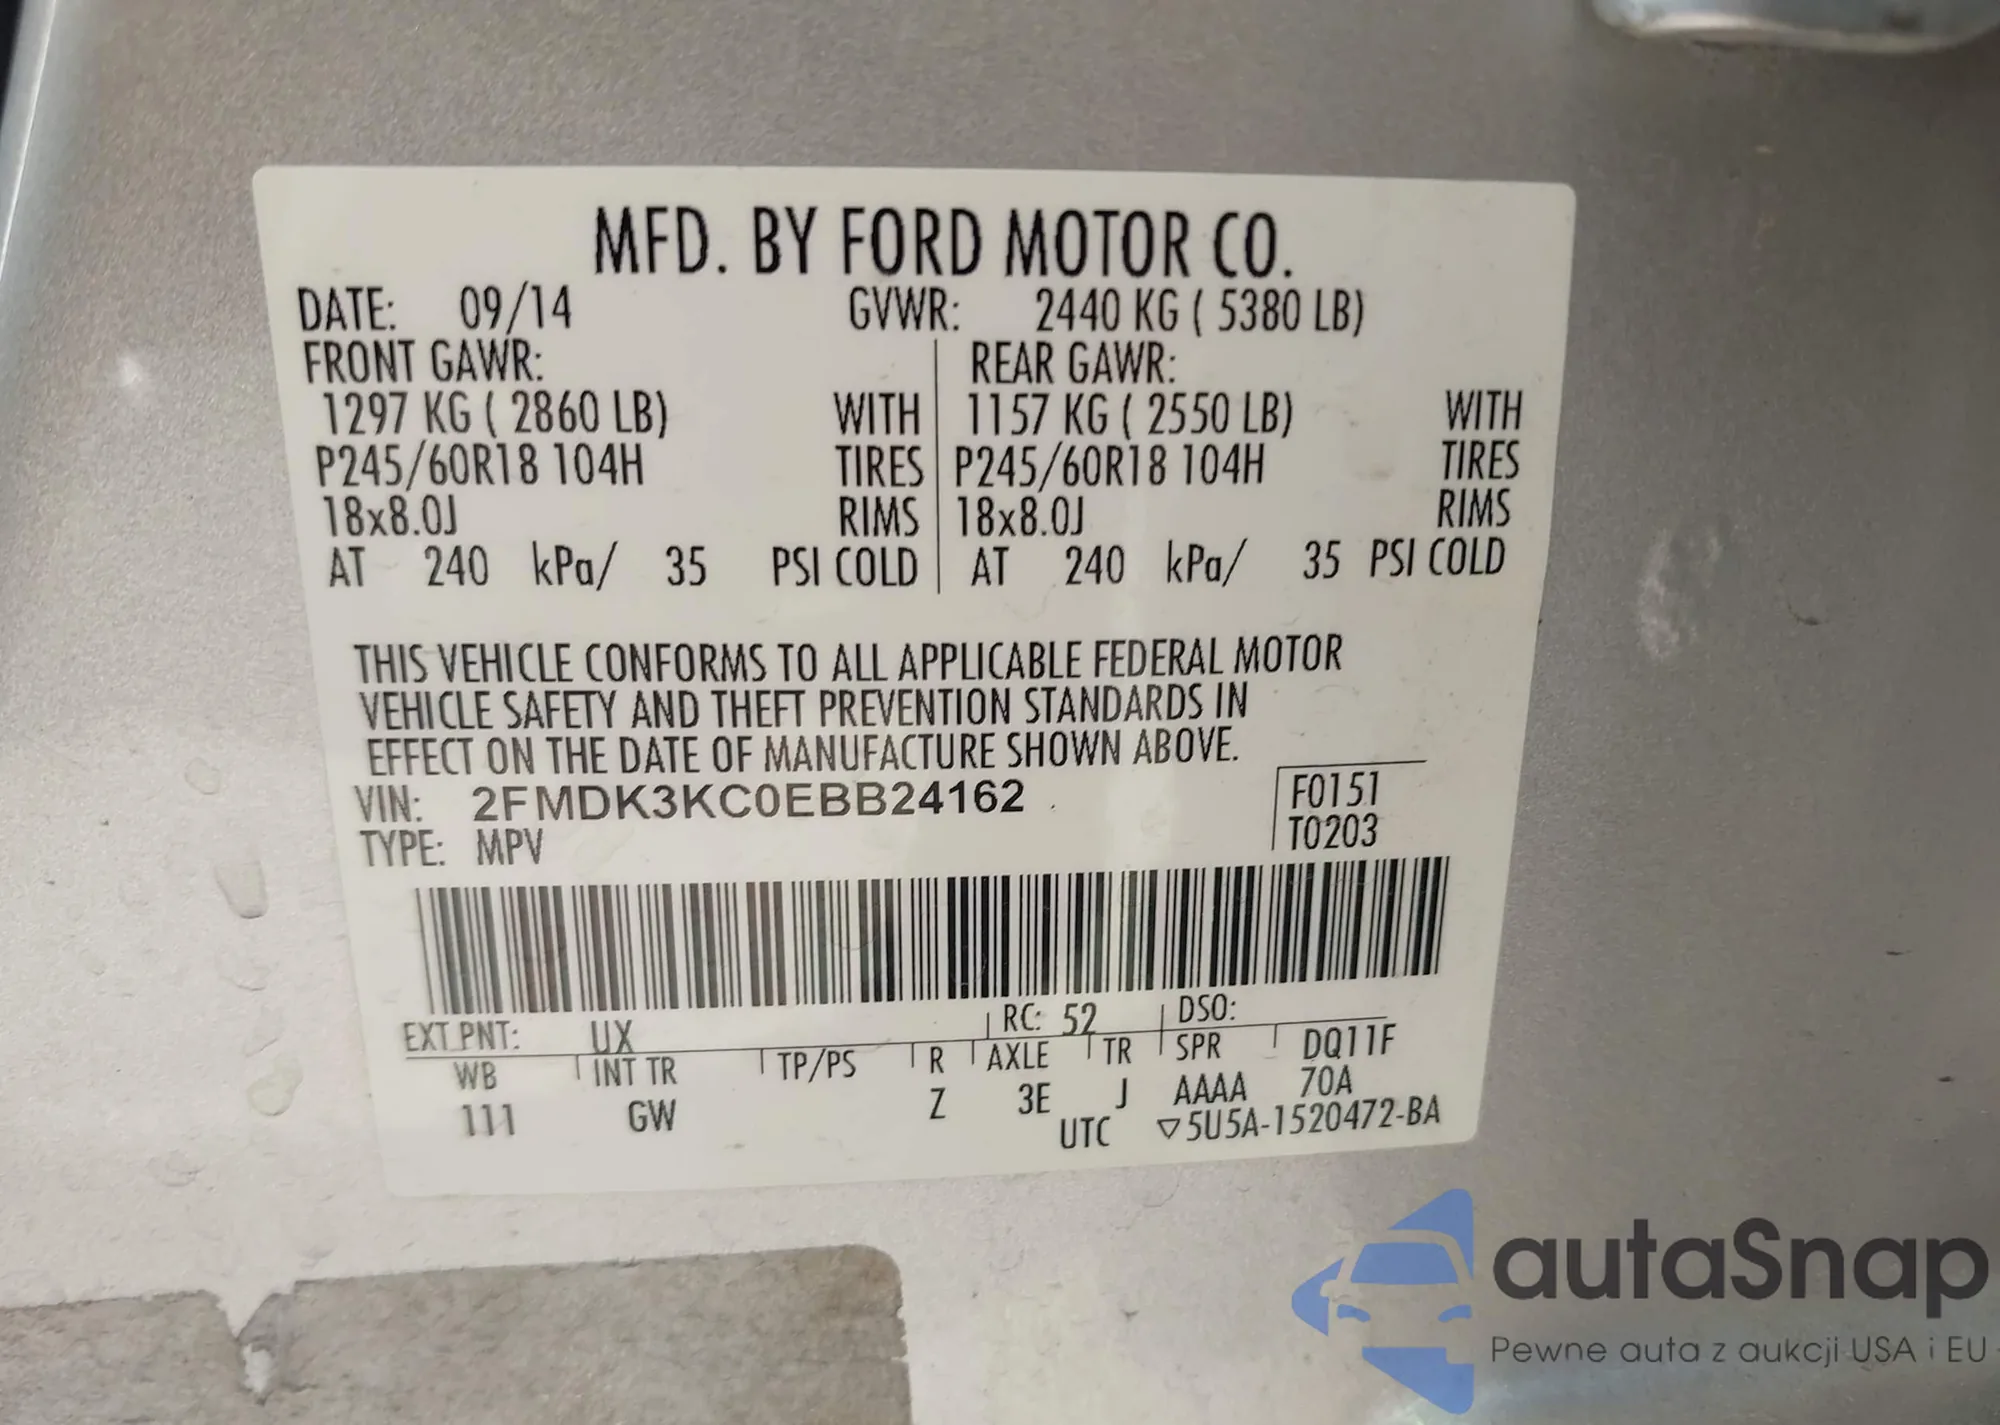 MFD. BY FORD MOTOR CO.
DATE: 09/14 GVWR: 2440 KG ( 5380 LB)
FRONT GAWR: REAR GAWR:
1297 KG ( 2860 LB) WITH 1157 KG ( 2550 LB) WITH
P245/60R18 104H TIRES P245/60R18 104H TIRES
18x8.0J RIMS 18x8.0J RIMS
AT 240 kPa/ 35 PSI COLD AT 240 kPa/ 35 PSI COLD
THIS VEHICLE CONFORMS TO ALL APPLICABLE FEDERAL MOTOR
VEHICLE SAFETY AND THEFT PREVENTION STANDARDS IN
EFFECT ON THE DATE OF MANUFACTURE SHOWN ABOVE.
VIN: 2FMDK3KC0EBB24162 F0151
TYPE: MPV T0203
EXT PNT: UX RC: 52 DSO:
WB INT TR TP/PS R AXLE TR SPR DQ11F
111 GW Z 3E J AAAA 70A
UTC ▽5U5A-1520472-BA
autaSnap
Pewne auta z aukcji USA i EU